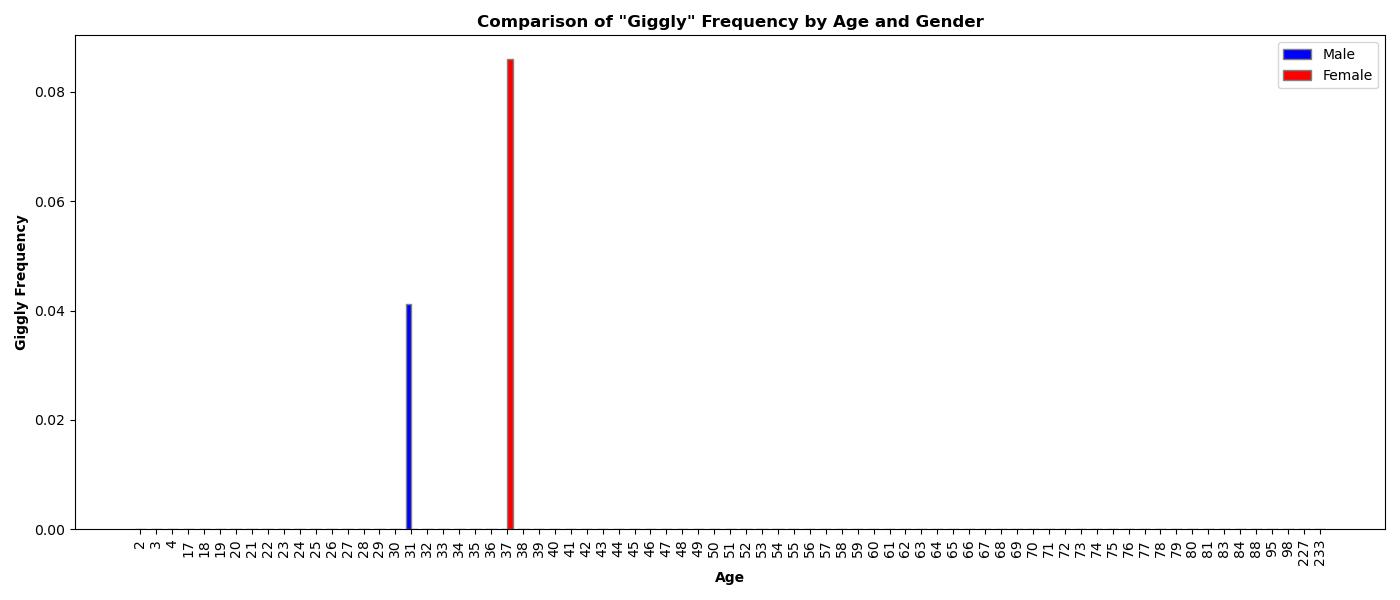 Comparison of "Giggly" Frequency by Age and Gender
Male
Female
0.08
0.06
0.04
0.02
0.00
Giggly Frequency
2 3 4 17 18 19 20 21 22 23 24 25 26 27 28 29 30 31 32 33 34 35 36 37 38 39 40 41 42 43 44 45 46 47 48 49 50 51 52 53 54 55 56 57 58 59 60 61 62 63 64 65 66 67 68 69 70 71 72 73 74 75 76 77 78 79 80 81 83 84 88 95 98 227 233
Age